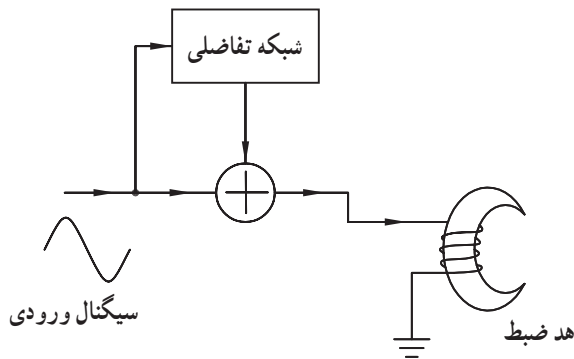 شبکه تفاضلی
سیگنال ورودی
هد ضبط